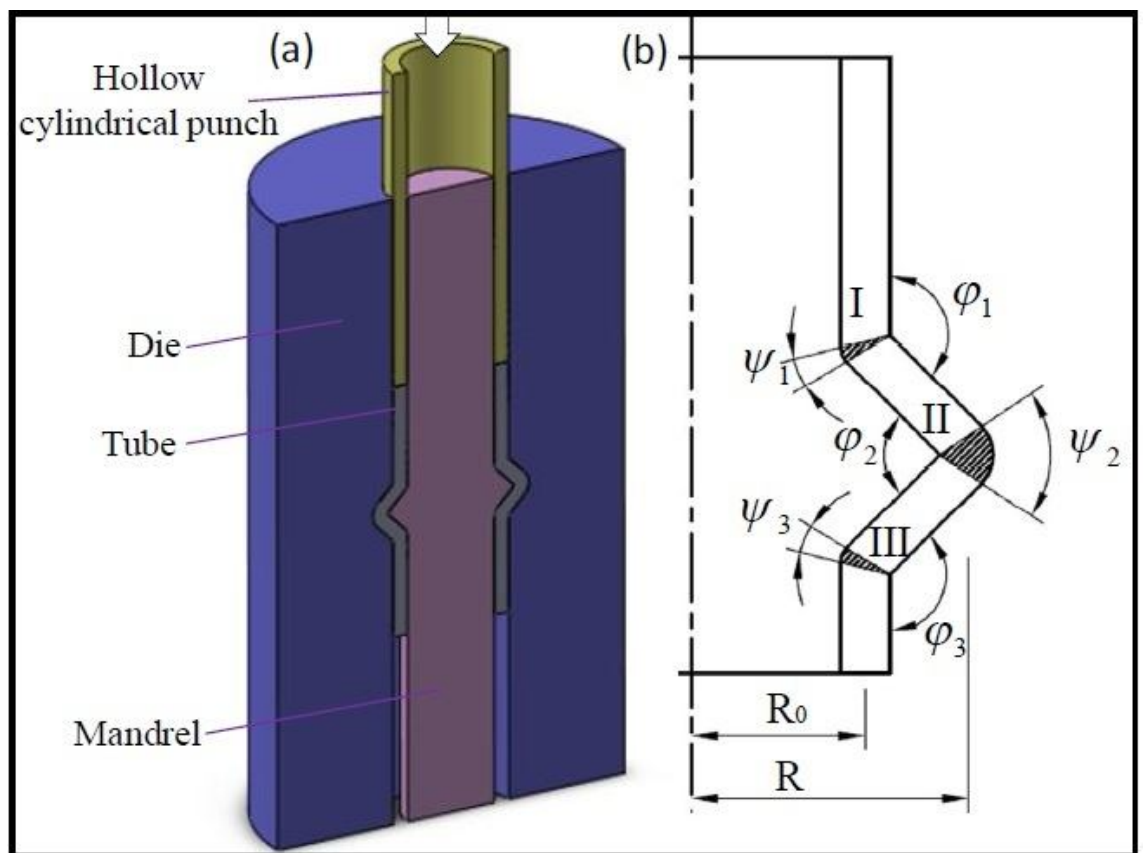 (a)
Hollow
cylindrical punch
Die
Tube
Mandrel
(b)
I
φ₁
ψ₁
II
φ₂
ψ₂
ψ₃
III
φ₃
R₀
R